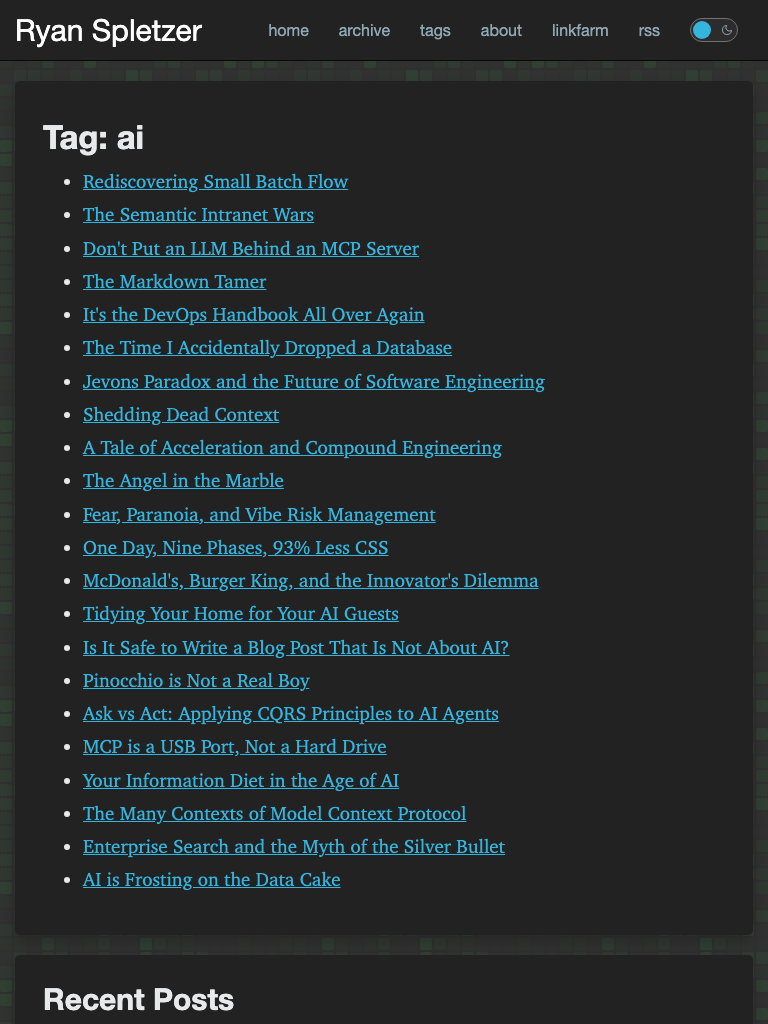 Ryan Spletzer
home archive tags about linkfarm rss
Tag: ai
Rediscovering Small Batch Flow
The Semantic Intranet Wars
Don't Put an LLM Behind an MCP Server
The Markdown Tamer
It's the DevOps Handbook All Over Again
The Time I Accidentally Dropped a Database
Jevons Paradox and the Future of Software Engineering
Shedding Dead Context
A Tale of Acceleration and Compound Engineering
The Angel in the Marble
Fear, Paranoia, and Vibe Risk Management
One Day, Nine Phases, 93% Less CSS
McDonald's, Burger King, and the Innovator's Dilemma
Tidying Your Home for Your AI Guests
Is It Safe to Write a Blog Post That Is Not About AI?
Pinocchio is Not a Real Boy
Ask vs Act: Applying CQRS Principles to AI Agents
MCP is a USB Port, Not a Hard Drive
Your Information Diet in the Age of AI
The Many Contexts of Model Context Protocol
Enterprise Search and the Myth of the Silver Bullet
AI is Frosting on the Data Cake
Recent Posts